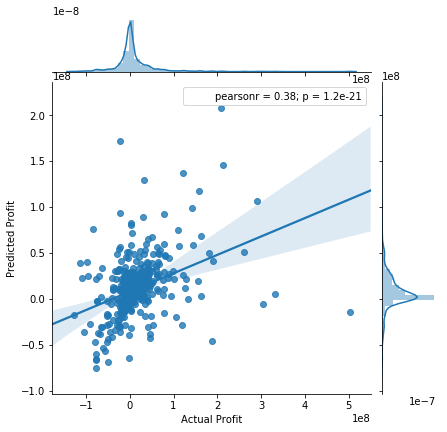 1e−8
1e8
1e8
pearsonr = 0.38; p = 1.2e-21
2.0
1.5
1.0
0.5
0.0
−0.5
−1.0
Predicted Profit
−1 0 1 2 3 4 5
Actual Profit
1e8
1e8
1e−7